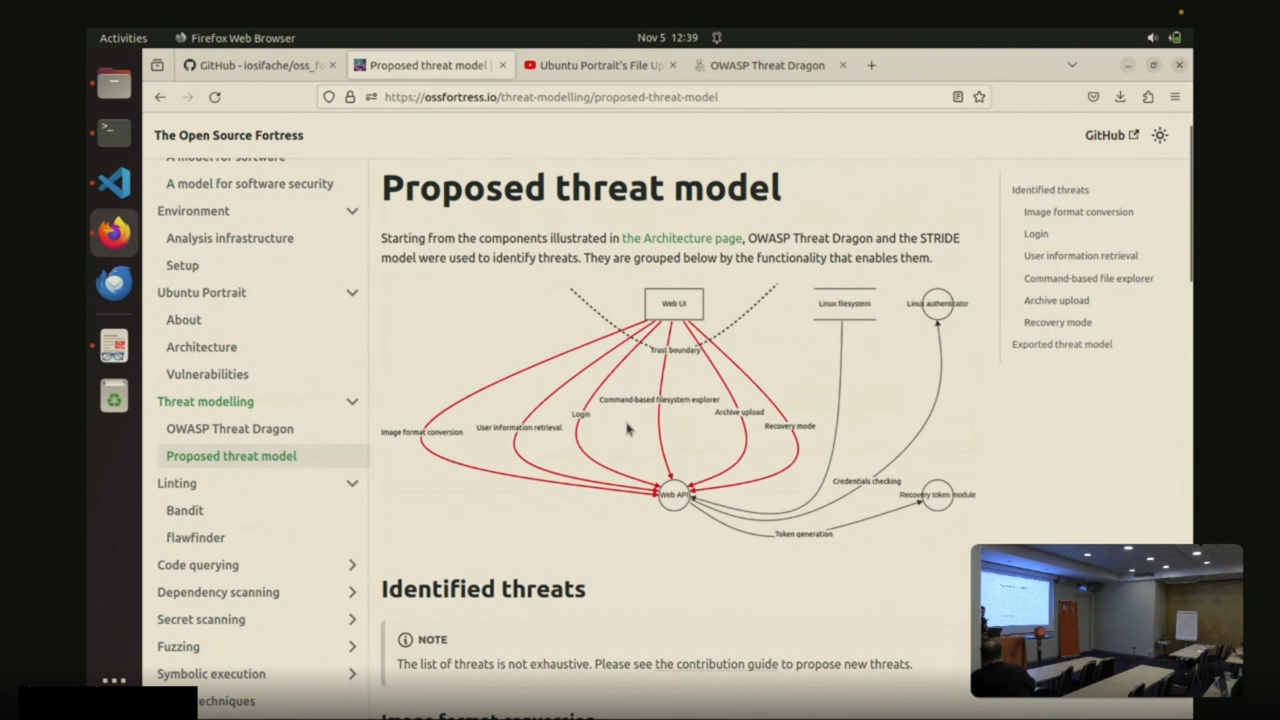 Activities
Firefox Web Browser
Nov 5 12:39
GitHub - iosifache/oss_fo
Proposed threat model |
Ubuntu Portrait's File Up
OWASP Threat Dragon
https://ossfortress.io/threat-modelling/proposed-threat-model
The Open Source Fortress
GitHub
A model for software
A model for software security
Environment
Analysis infrastructure
Setup
Ubuntu Portrait
About
Architecture
Vulnerabilities
Threat modelling
OWASP Threat Dragon
Proposed threat model
Linting
Bandit
flawfinder
Code querying
Dependency scanning
Secret scanning
Fuzzing
Symbolic execution
techniques
Proposed threat model
Starting from the components illustrated in the Architecture page, OWASP Threat Dragon and the STRIDE
model were used to identify threats. They are grouped below by the functionality that enables them.
Web UI
Linux filesystem
Linux authenticator
Trust boundary
Command-based filesystem explorer
Login
Archive upload
User information retrieval
Recovery mode
Image format conversion
Credentials checking
Web API
Recovery token module
Token generation
Identified threats
NOTE
The list of threats is not exhaustive. Please see the contribution guide to propose new threats.
Image format conversion
Identified threats
Image format conversion
Login
User information retrieval
Command-based file explorer
Archive upload
Recovery mode
Exported threat model